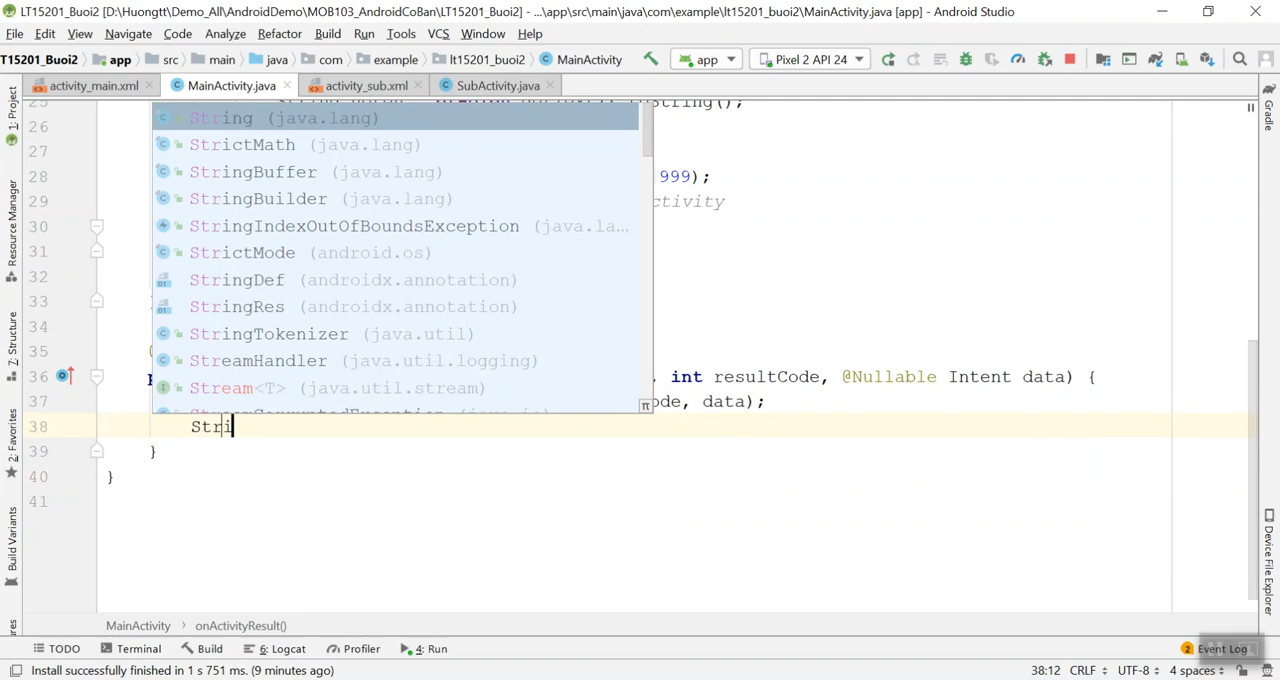 LT15201_Buoi2 [D:\Huongtt\Demo_All\AndroidDemo\MOB103_AndroidCoBan\LT15201_Buoi2] - ...\app\src\main\java\com\example\lt15201_buoi2\MainActivity.java [app] - Android Studio
File Edit View Navigate Code Analyze Refactor Build Run Tools VCS Window Help
T15201_Buoi2 app src main java com example lt15201_buoi2 MainActivity app Pixel 2 API 24
activity_main.xml MainActivity.java activity_sub.xml SubActivity.java
1: Project
Resource Manager
7: Structure
2: Favorites
Build Variants
Gradle
Device File Explorer
26
27
28 999);
29 ctivity
30
31
32
33
34
35
36 int resultCode, @Nullable Intent data) {
37 ode, data);
38 Stri
39 }
40 }
41
String (java.lang)
StrictMath (java.lang)
StringBuffer (java.lang)
StringBuilder (java.lang)
StringIndexOutOfBoundsException (java.la...
StrictMode (android.os)
StringDef (androidx.annotation)
StringRes (androidx.annotation)
StringTokenizer (java.util)
StreamHandler (java.util.logging)
Stream<T> (java.util.stream)
MainActivity > onActivityResult()
TODO Terminal Build 6: Logcat Profiler 4: Run 2 Event Log
Install successfully finished in 1 s 751 ms. (9 minutes ago) 38:12 CRLF UTF-8 4 spaces